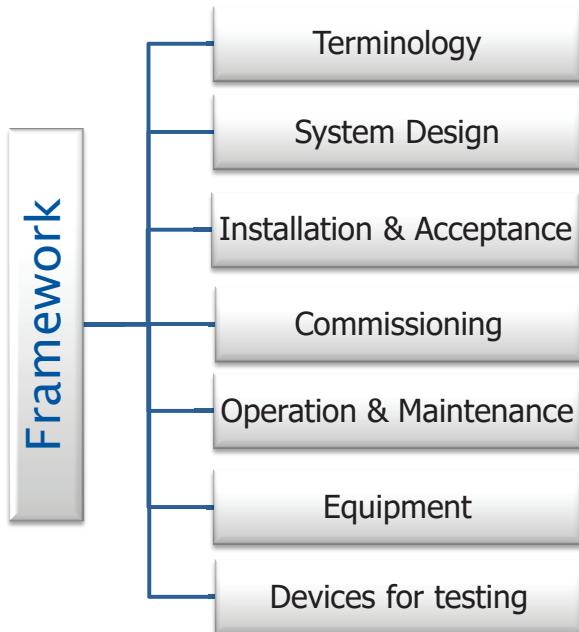 Framework
Terminology
System Design
Installation & Acceptance
Commissioning
Operation & Maintenance
Equipment
Devices for testing